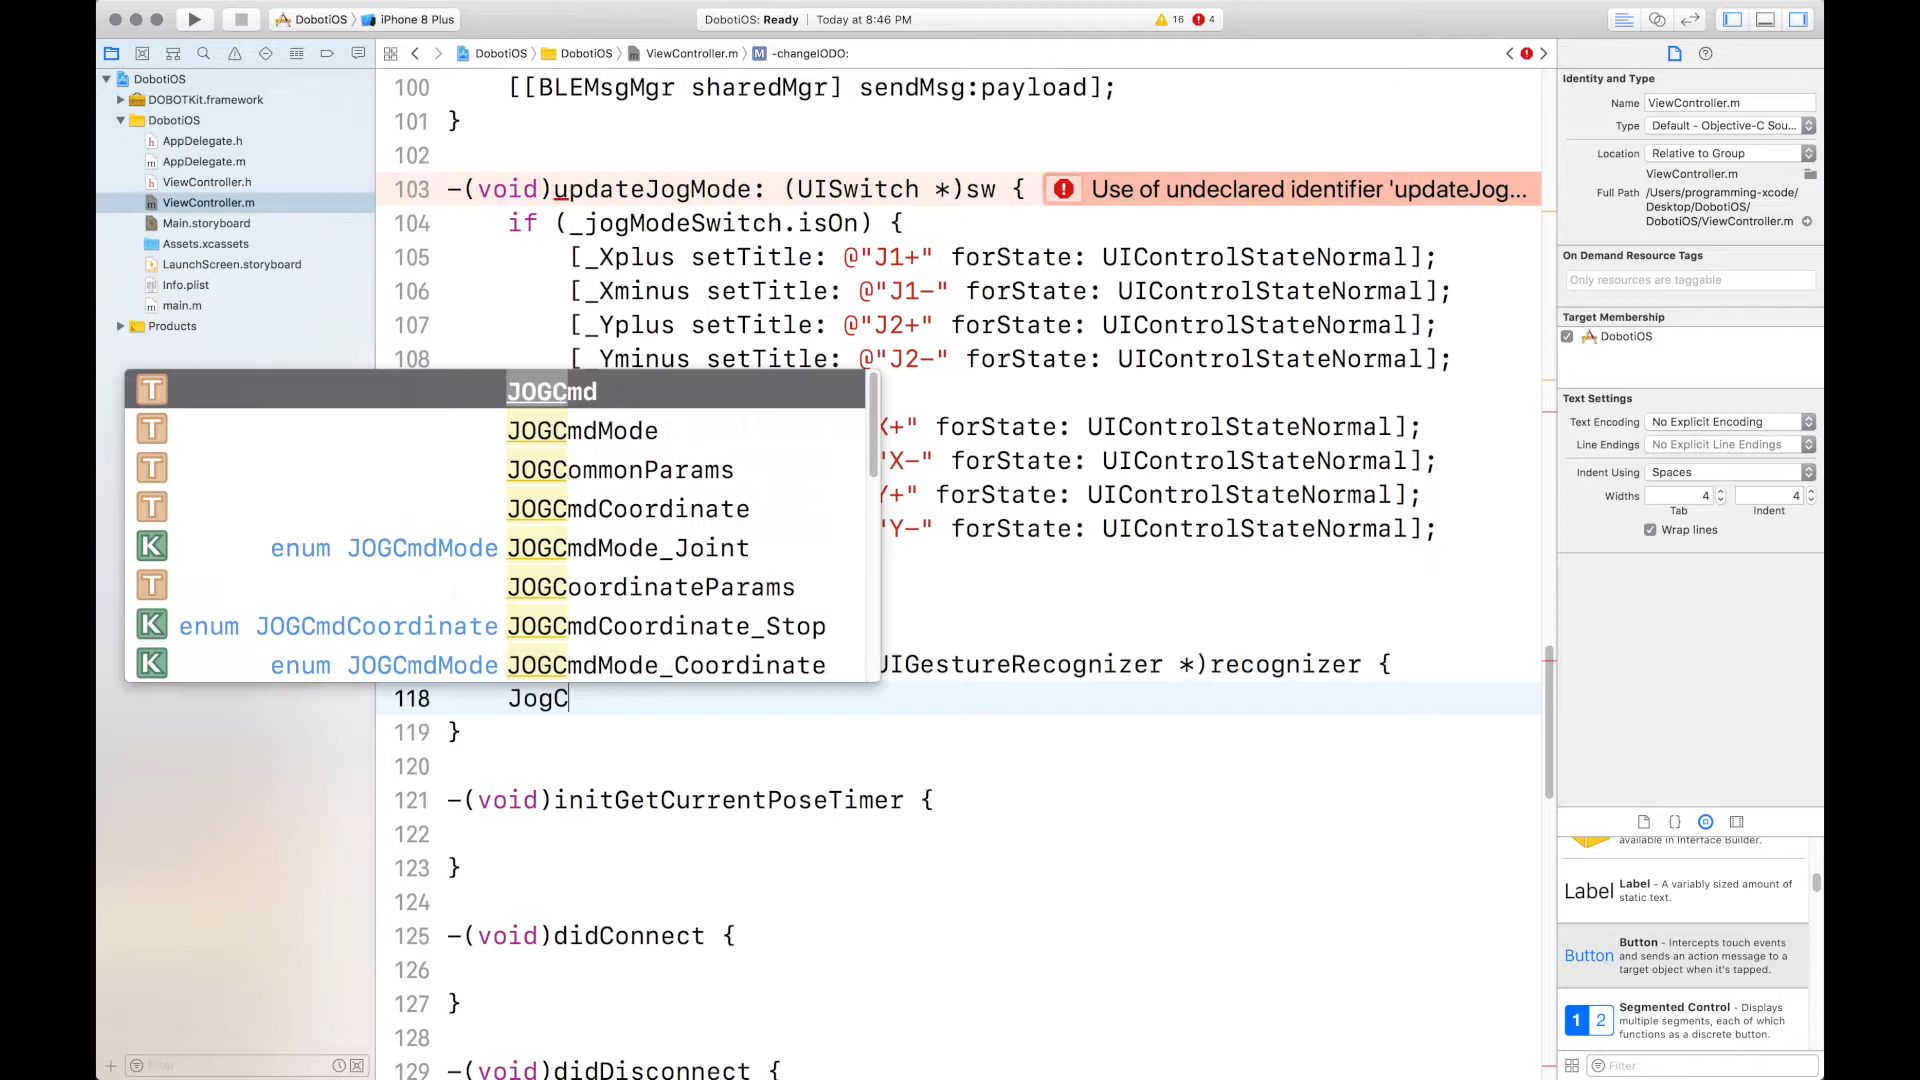 DobotiOS
iPhone 8 Plus
DobotiOS: Ready
Today at 8:46 PM
16
4
DobotiOS
DobotiOS
ViewController.m
M
-changeIODO:
DobotiOS
DOBOTKit.framework
DobotiOS
h AppDelegate.h
m AppDelegate.m
h ViewController.h
m ViewController.m
Main.storyboard
Assets.xcassets
LaunchScreen.storyboard
Info.plist
m main.m
Products
Filter
100 [[BLEMsgMgr sharedMgr] sendMsg:payload];
101 }
102
103 -(void)updateJogMode: (UISwitch *)sw {
Use of undeclared identifier 'updateJog...
104 if (_jogModeSwitch.isOn) {
105 [_Xplus setTitle: @"J1+" forState: UIControlStateNormal];
106 [_Xminus setTitle: @"J1-" forState: UIControlStateNormal];
107 [_Yplus setTitle: @"J2+" forState: UIControlStateNormal];
108 [_Yminus setTitle: @"J2-" forState: UIControlStateNormal];
T JOGCmd
T JOGCmdMode
T JOGCommonParams
T JOGCmdCoordinate
K enum JOGCmdMode JOGCmdMode_Joint
T JOGCoordinateParams
K enum JOGCmdCoordinate JOGCmdCoordinate_Stop
K enum JOGCmdMode JOGCmdMode_Coordinate
X+" forState: UIControlStateNormal];
"X-" forState: UIControlStateNormal];
Y+" forState: UIControlStateNormal];
"Y-" forState: UIControlStateNormal];
UIGestureRecognizer *)recognizer {
118 JogC
119 }
120
121 -(void)initGetCurrentPoseTimer {
122
123 }
124
125 -(void)didConnect {
126
127 }
128
129 -(void)didDisconnect {
Identity and Type
Name ViewController.m
Type Default - Objective-C Sou...
Location Relative to Group
ViewController.m
Full Path /Users/programming-xcode/
Desktop/DobotiOS/
DobotiOS/ViewController.m
On Demand Resource Tags
Only resources are taggable
Target Membership
DobotiOS
Text Settings
Text Encoding No Explicit Encoding
Line Endings No Explicit Line Endings
Indent Using Spaces
Widths 4 4
Tab Indent
Wrap lines
available in Interface Builder.
Label Label - A variably sized amount of
static text.
Button Button - Intercepts touch events
and sends an action message to a
target object when it's tapped.
1 2 Segmented Control - Displays
multiple segments, each of which
functions as a discrete button.
Filter